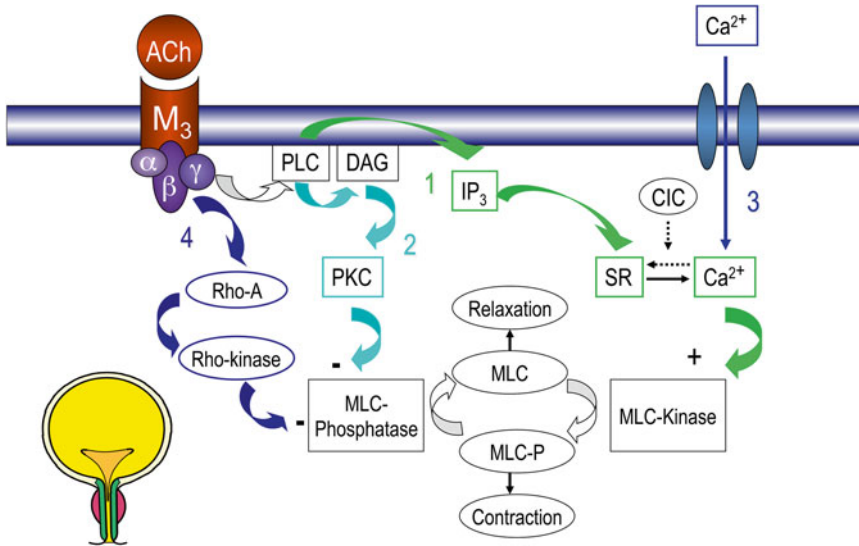 ACh
Ca²⁺
M₃
α
β
γ
PLC
DAG
1
IP₃
CIC
3
4
2
SR
Ca²⁺
Rho-A
PKC
Relaxation
Rho-kinase
-
+
MLC
-
MLC-
Phosphatase
MLC-Kinase
MLC-P
Contraction